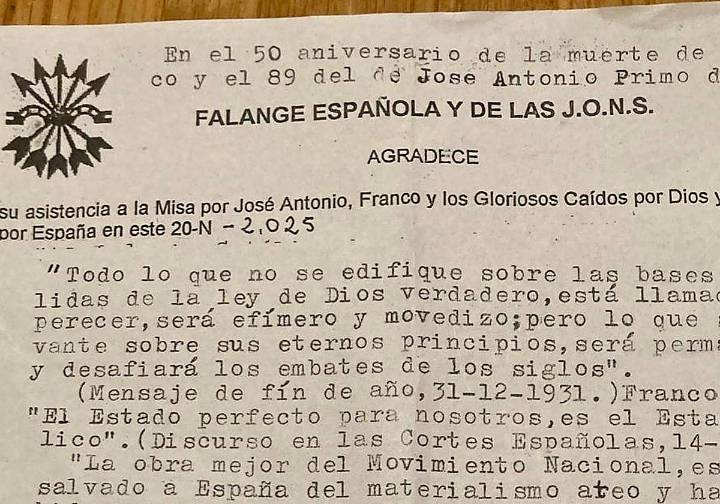 En el 50 aniversario de la muerte de
co y el 89 del de José Antonio Primo d
FALANGE ESPAÑOLA Y DE LAS J.O.N.S.
AGRADECE
su asistencia a la Misa por José Antonio, Franco y los Gloriosos Caídos por Dios y
por España en este 20-N - 2.025
"Todo lo que no se edifique sobre las bases
lidas de la ley de Dios verdadero,está llama
perecer,será efímero y movedizo;pero lo que
vante sobre sus eternos principios,será perma
y desafiará los embates de los siglos".
(Mensaje de fín de año,31-12-1931.)Franco
"El Estado perfecto para nosotros,es el Esta
lico".(Discurso en las Cortes Españolas,14-
"La obra mejor del Movimiento Nacional,es
salvado a España del materialismo ateo y ha